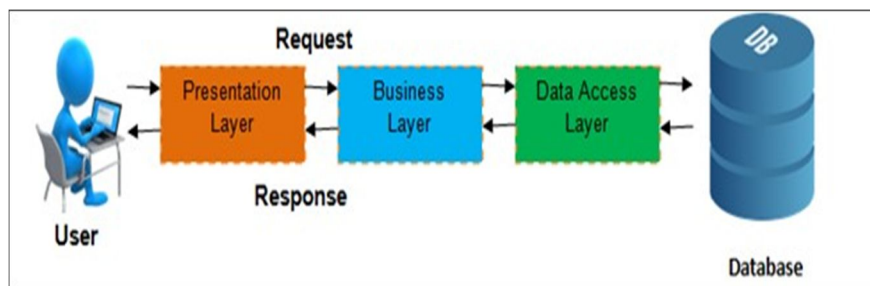 Request
DB
Presentation
Layer
Business
Layer
Data Access
Layer
Response
User
Database